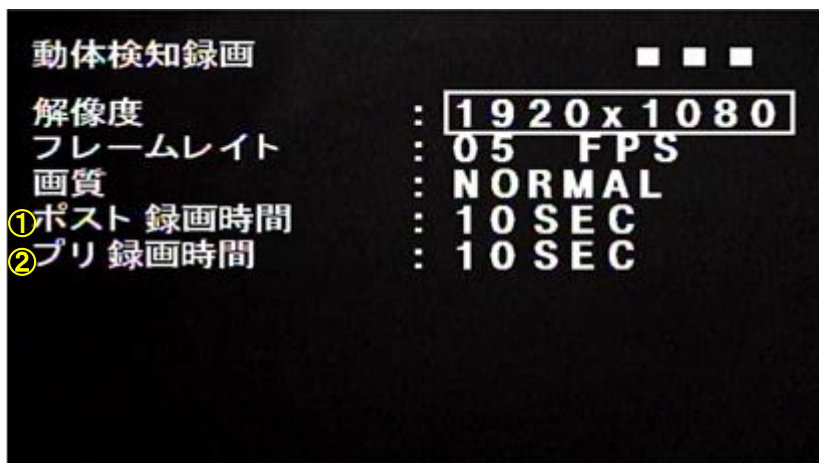 動体検知録画 ■ ■ ■
解像度 : 1920x1080
フレームレイト : 05 FPS
画質 : NORMAL
①ポスト 録画時間 : 10SEC
②プリ 録画時間 : 10SEC